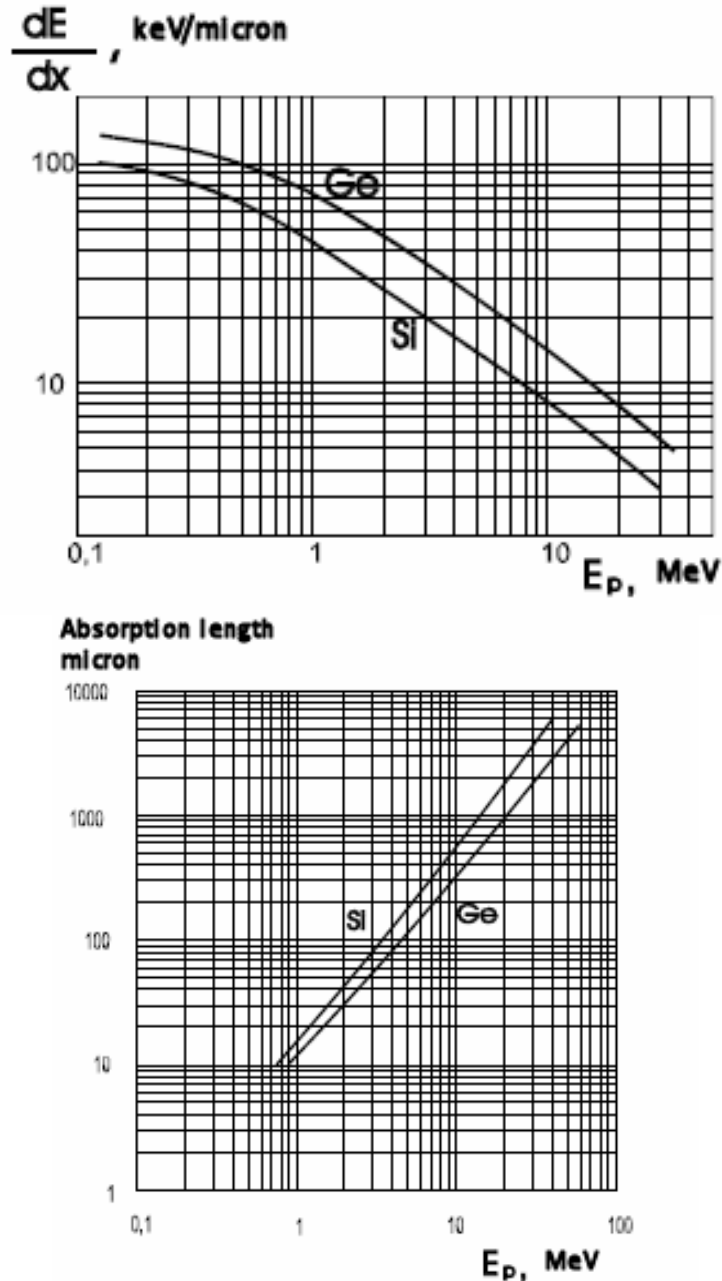 dE
dx , keV/micron
100
Ge
Si
10
0,1
1
10
Ep, MeV
Absorption length
micron
10000
1000
100
Si
Ge
10
1
0,1
1
10
100
Ep, MeV